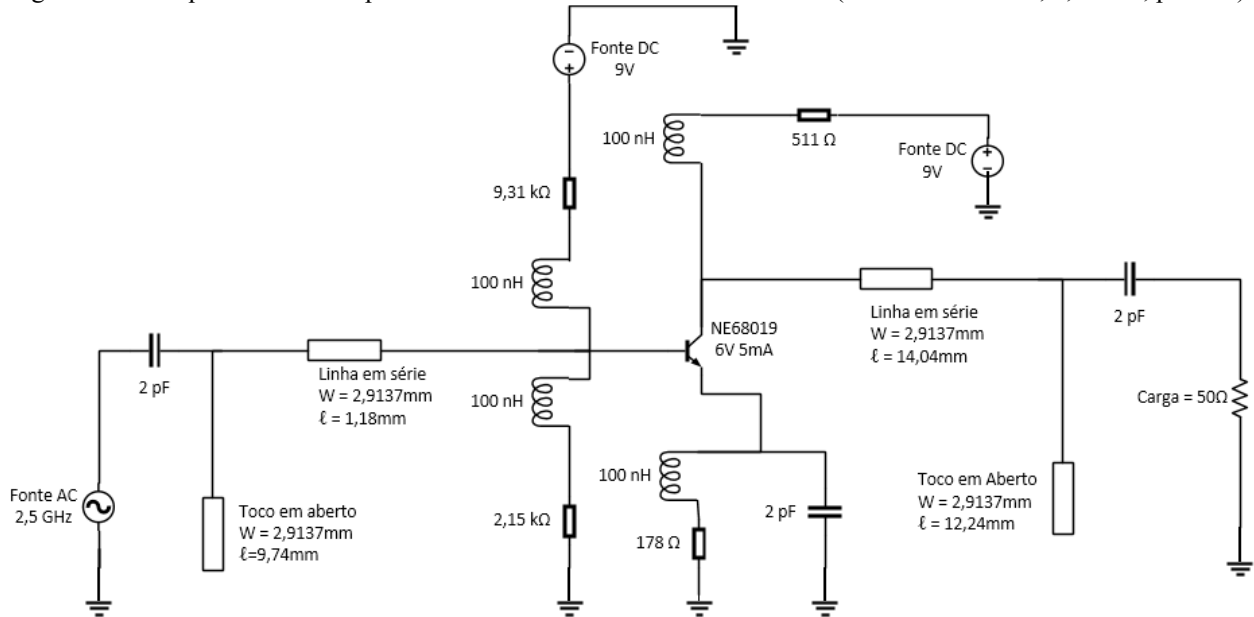 Fonte DC
9V
100 nH
511 Ω
Fonte DC
9V
9,31 kΩ
100 nH
NE68019
6V 5mA
Linha em série
W = 2,9137mm
ℓ = 14,04mm
2 pF
2 pF
Linha em série
W = 2,9137mm
ℓ = 1,18mm
100 nH
Carga = 50Ω
100 nH
Fonte AC
2,5 GHz
Toco em aberto
W = 2,9137mm
ℓ=9,74mm
2,15 kΩ
178 Ω
2 pF
Toco em Aberto
W = 2,9137mm
ℓ = 12,24mm